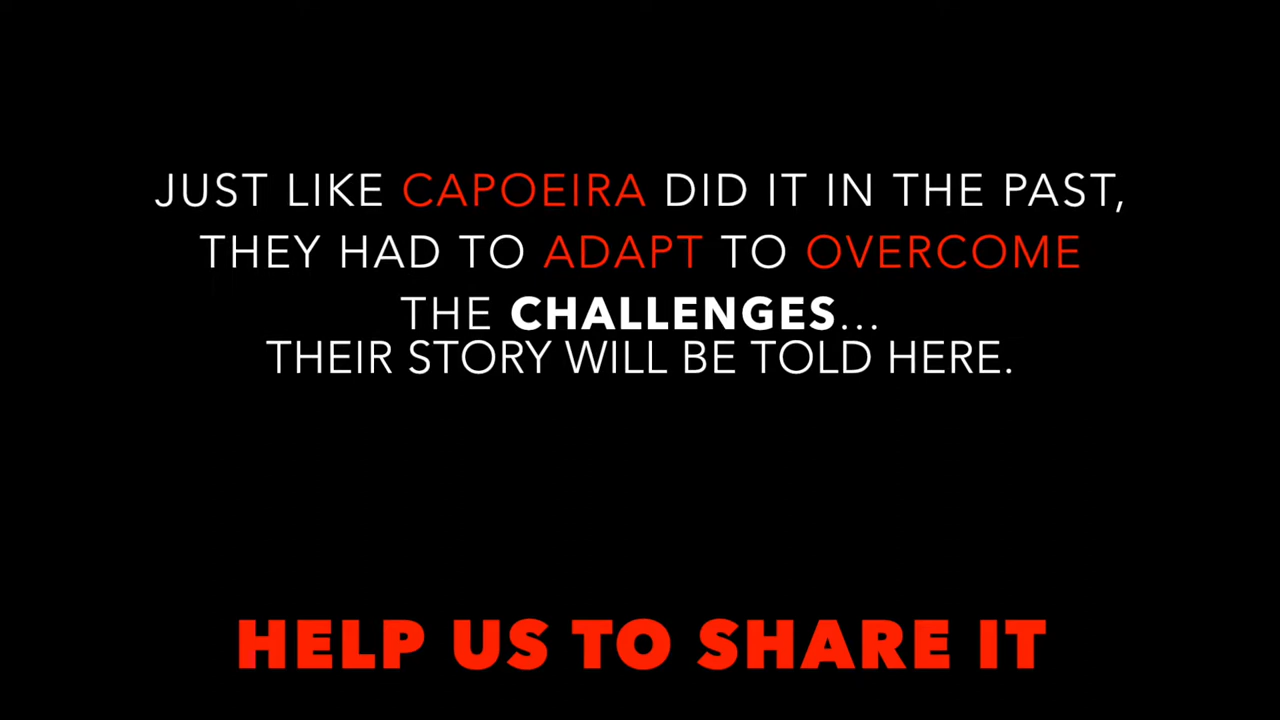 JUST LIKE CAPOEIRA DID IT IN THE PAST,
THEY HAD TO ADAPT TO OVERCOME
THE CHALLENGES...
THEIR STORY WILL BE TOLD HERE.
HELP US TO SHARE IT